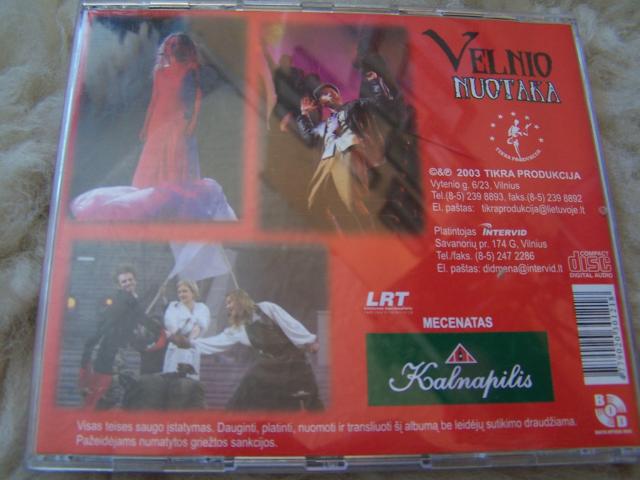 VELNIO
NUOTAKA
TIKRA PRODUKCIJA
©&℗ 2003 TIKRA PRODUKCIJA
Vytenio g. 6/23, Vilnius
Tel.(8-5) 239 8893, faks.(8-5) 239 8892
El. paštas: tikraprodukcija@lietuvoje.lt
Platintojas INTERVID
Savanorių pr. 174 G, Vilnius
Tel./faks. (8-5) 247 2286
El. paštas: didmena@intervid.lt
COMPACT
disc
DIGITAL AUDIO
LRT
MECENATAS
Kalnapilis
Visas teises saugo įstatymas. Dauginti, platinti, nuomoti ir transliuoti šį albumą be leidėjų sutikimo draudžiama.
Pažeidėjams numatytos griežtos sankcijos.